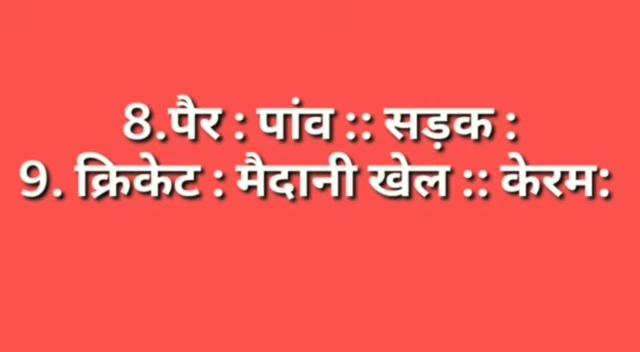 8.पैर : पांव :: सड़क :
9. क्रिकेट : मैदानी खेल :: केरम: